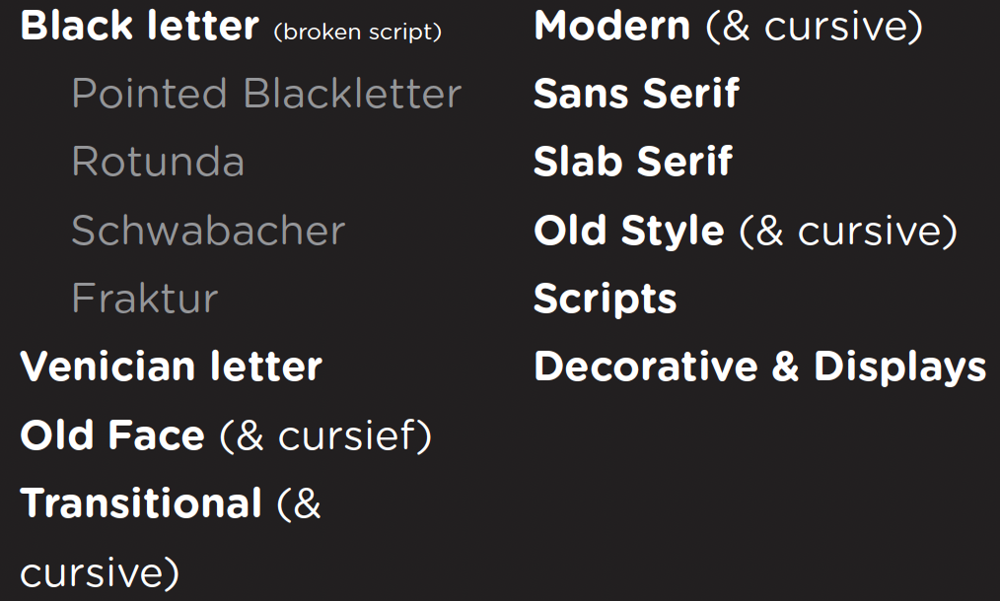 Black letter (broken script)
Pointed Blackletter
Rotunda
Schwabacher
Fraktur
Venician letter
Old Face (& cursief)
Transitional (&
cursive)
Modern (& cursive)
Sans Serif
Slab Serif
Old Style (& cursive)
Scripts
Decorative & Displays